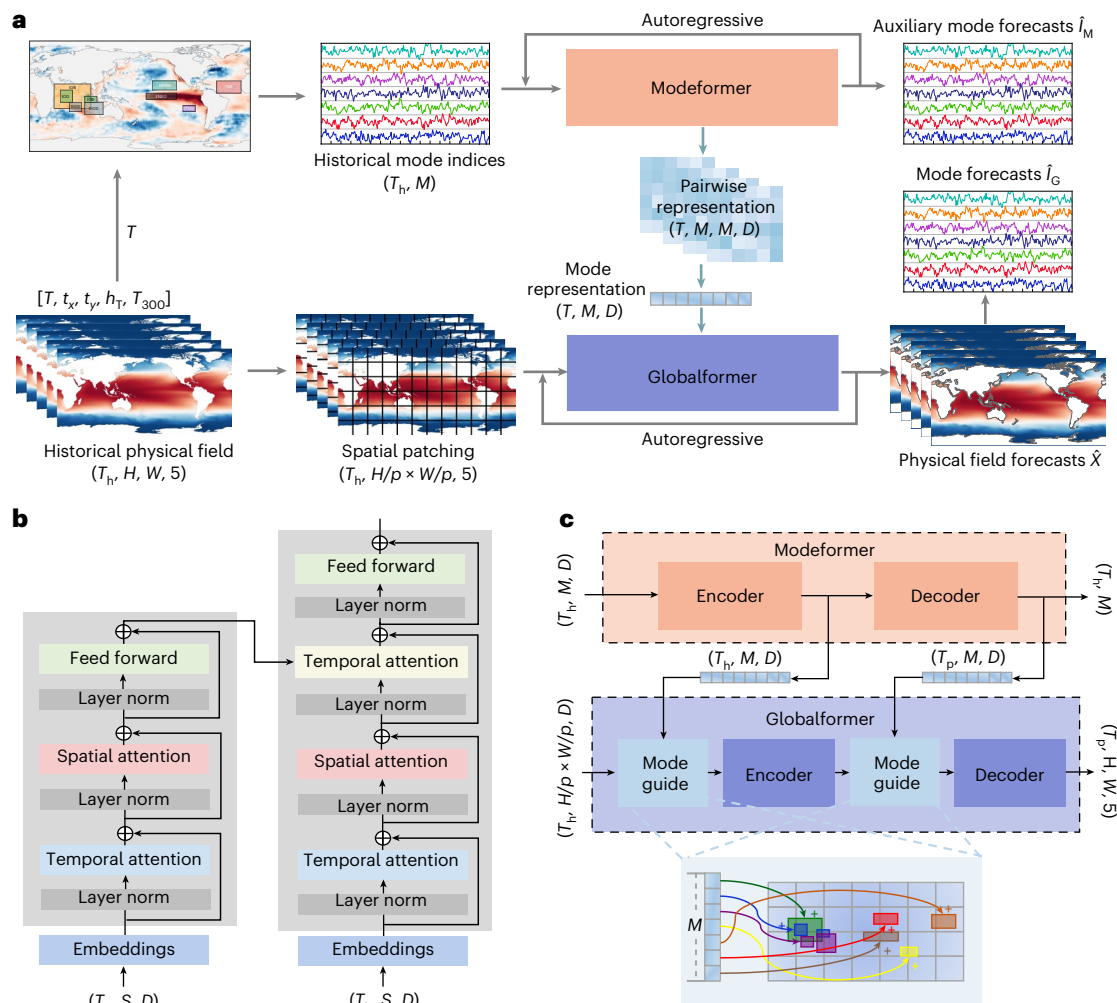 a
Autoregressive
Auxiliary mode forecasts Î_M
Modeformer
Historical mode indices
(T_h, M)
Mode forecasts Î_G
Pairwise
representation
(T, M, M, D)
T
Mode
representation
(T, M, D)
[T, t_x, t_y, h_T, T_300]
Globalformer
Autoregressive
Historical physical field
(T_h, H, W, 5)
Spatial patching
(T_h, H/p × W/p, 5)
Physical field forecasts X̂
b
Feed forward
Layer norm
Spatial attention
Layer norm
Temporal attention
Layer norm
Embeddings
Feed forward
Layer norm
Temporal attention
Layer norm
Spatial attention
Layer norm
Temporal attention
Layer norm
Embeddings
c
Modeformer
(T_h, M, D)
Encoder
Decoder
(T_h, M)
(T_h, M, D)
(T_p, M, D)
Globalformer
(T_h, H/p × W/p, D)
Mode
guide
Encoder
Mode
guide
Decoder
(T_p, H, W, 5)
M